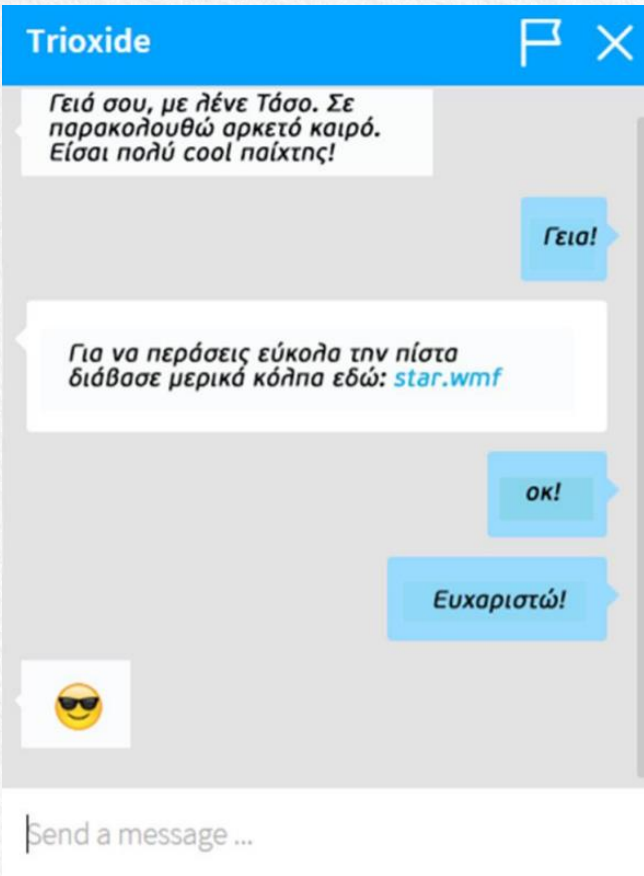 Trioxide
Γειά σου, με λένε Τάσο. Σε
παρακολουθώ αρκετό καιρό.
Είσαι πολύ cool παίχτης!
Γεια!
Για να περάσεις εύκολα την πίστα
διάβασε μερικά κόλπα εδώ: star.wmf
οκ!
Ευχαριστώ!
Send a message ...